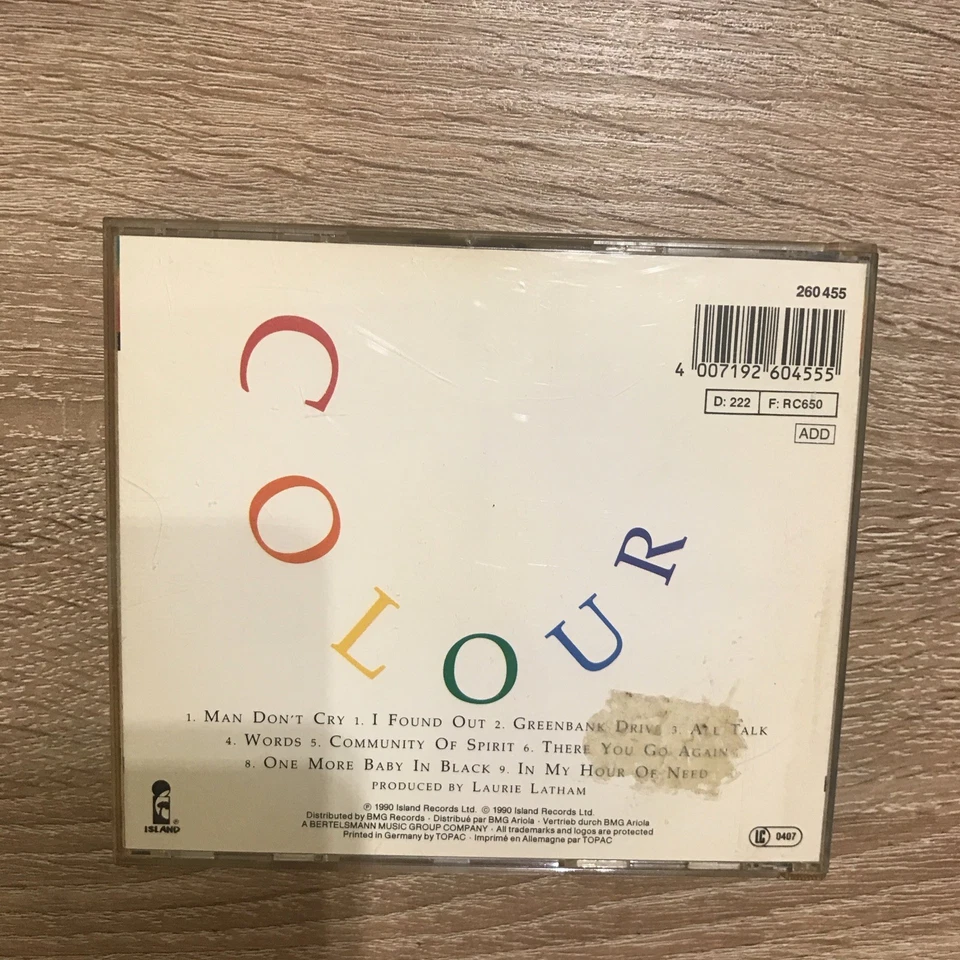 260 455
4 007192 604555
D: 222 F: RC650
ADD
COLOUR
1. MAN DON'T CRY 1. I FOUND OUT 2. GREENBANK DRIVE 3. ALL TALK
4. WORDS 5. COMMUNITY OF SPIRIT 6. THERE YOU GO AGAIN
8. ONE MORE BABY IN BLACK 9. IN MY HOUR OF NEED
PRODUCED BY LAURIE LATHAM
℗ 1990 Island Records Ltd. © 1990 Island Records Ltd.
Distributed by BMG Records · Distribué par BMG Ariola · Vertrieb durch BMG Ariola
A BERTELSMANN MUSIC GROUP COMPANY · All trademarks and logos are protected
Printed in Germany by TOPAC · Imprimé en Allemagne par TOPAC
ISLAND ®
LC 0407